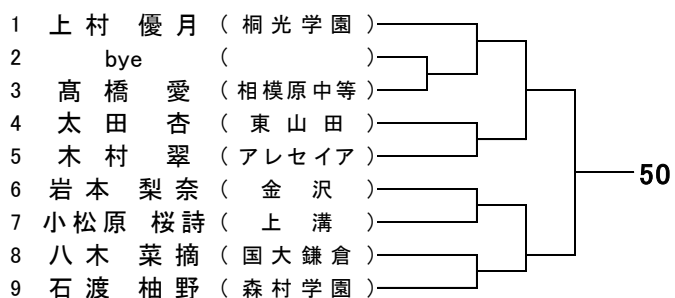 1 上村 優月 ( 桐光学園 )
2 bye ( )
3 髙橋 愛 ( 相模原中等 )
4 太田 杏 ( 東山田 )
5 木村 翠 ( アレセイア )
50
6 岩本 梨奈 ( 金沢 )
7 小松原 桜詩 ( 上溝 )
8 八木 菜摘 ( 国大鎌倉 )
9 石渡 柚野 ( 森村学園 )